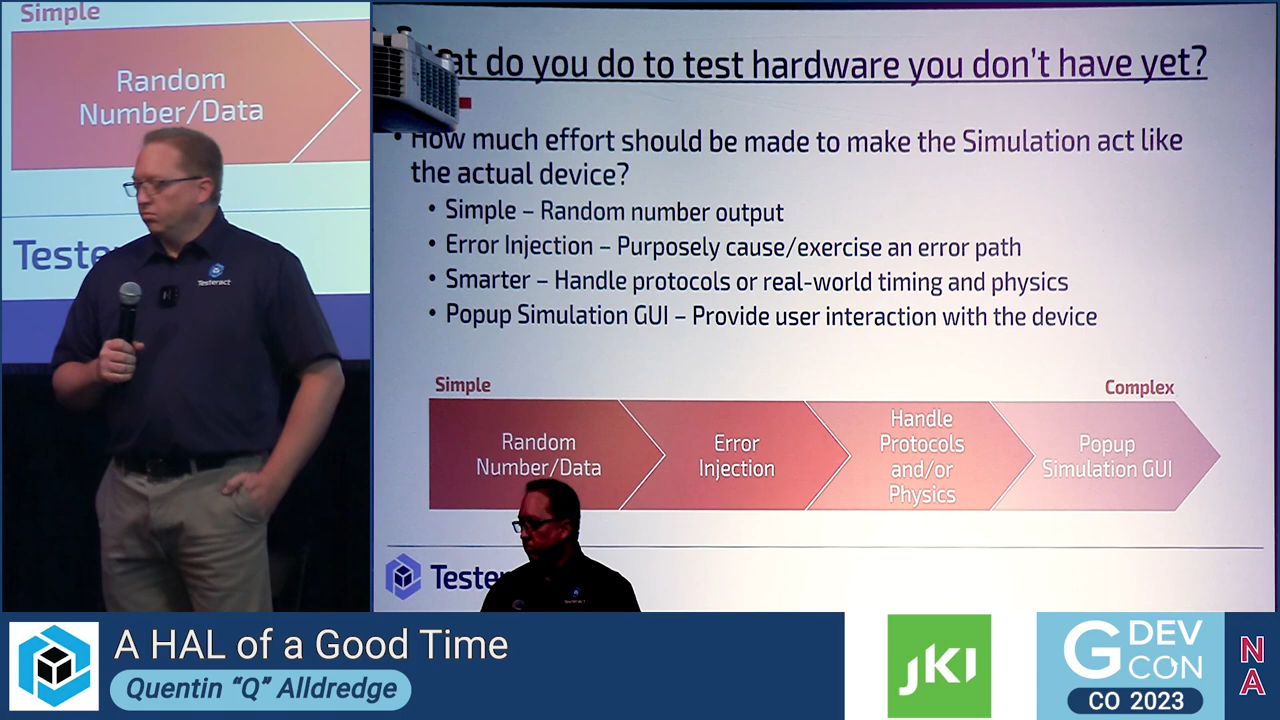 Simple
Random
Number/Data
Testeract
do you do to test hardware you don't have yet?
• How much effort should be made to make the Simulation act like
the actual device?
• Simple – Random number output
• Error Injection – Purposely cause/exercise an error path
• Smarter – Handle protocols or real-world timing and physics
• Popup Simulation GUI – Provide user interaction with the device
Simple
Complex
Random
Number/Data
Error
Injection
Handle
Protocols
and/or
Physics
Popup
Simulation GUI
A HAL of a Good Time
Quentin "Q" Alldredge
JKI
G DEV CON
CO 2023
NA